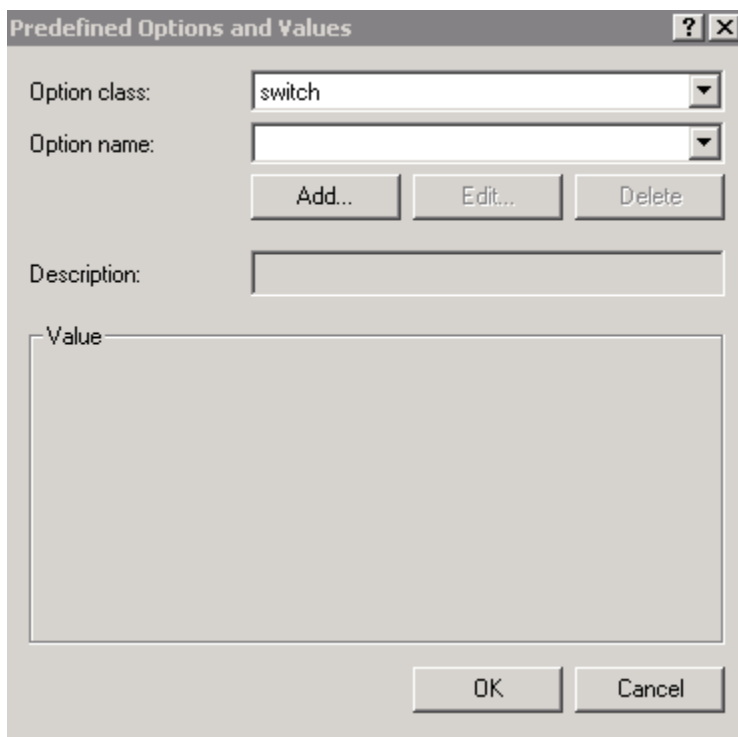 Predefined Options and Values
Option class: switch
Option name:
Add... Edit... Delete
Description:
Value
OK Cancel